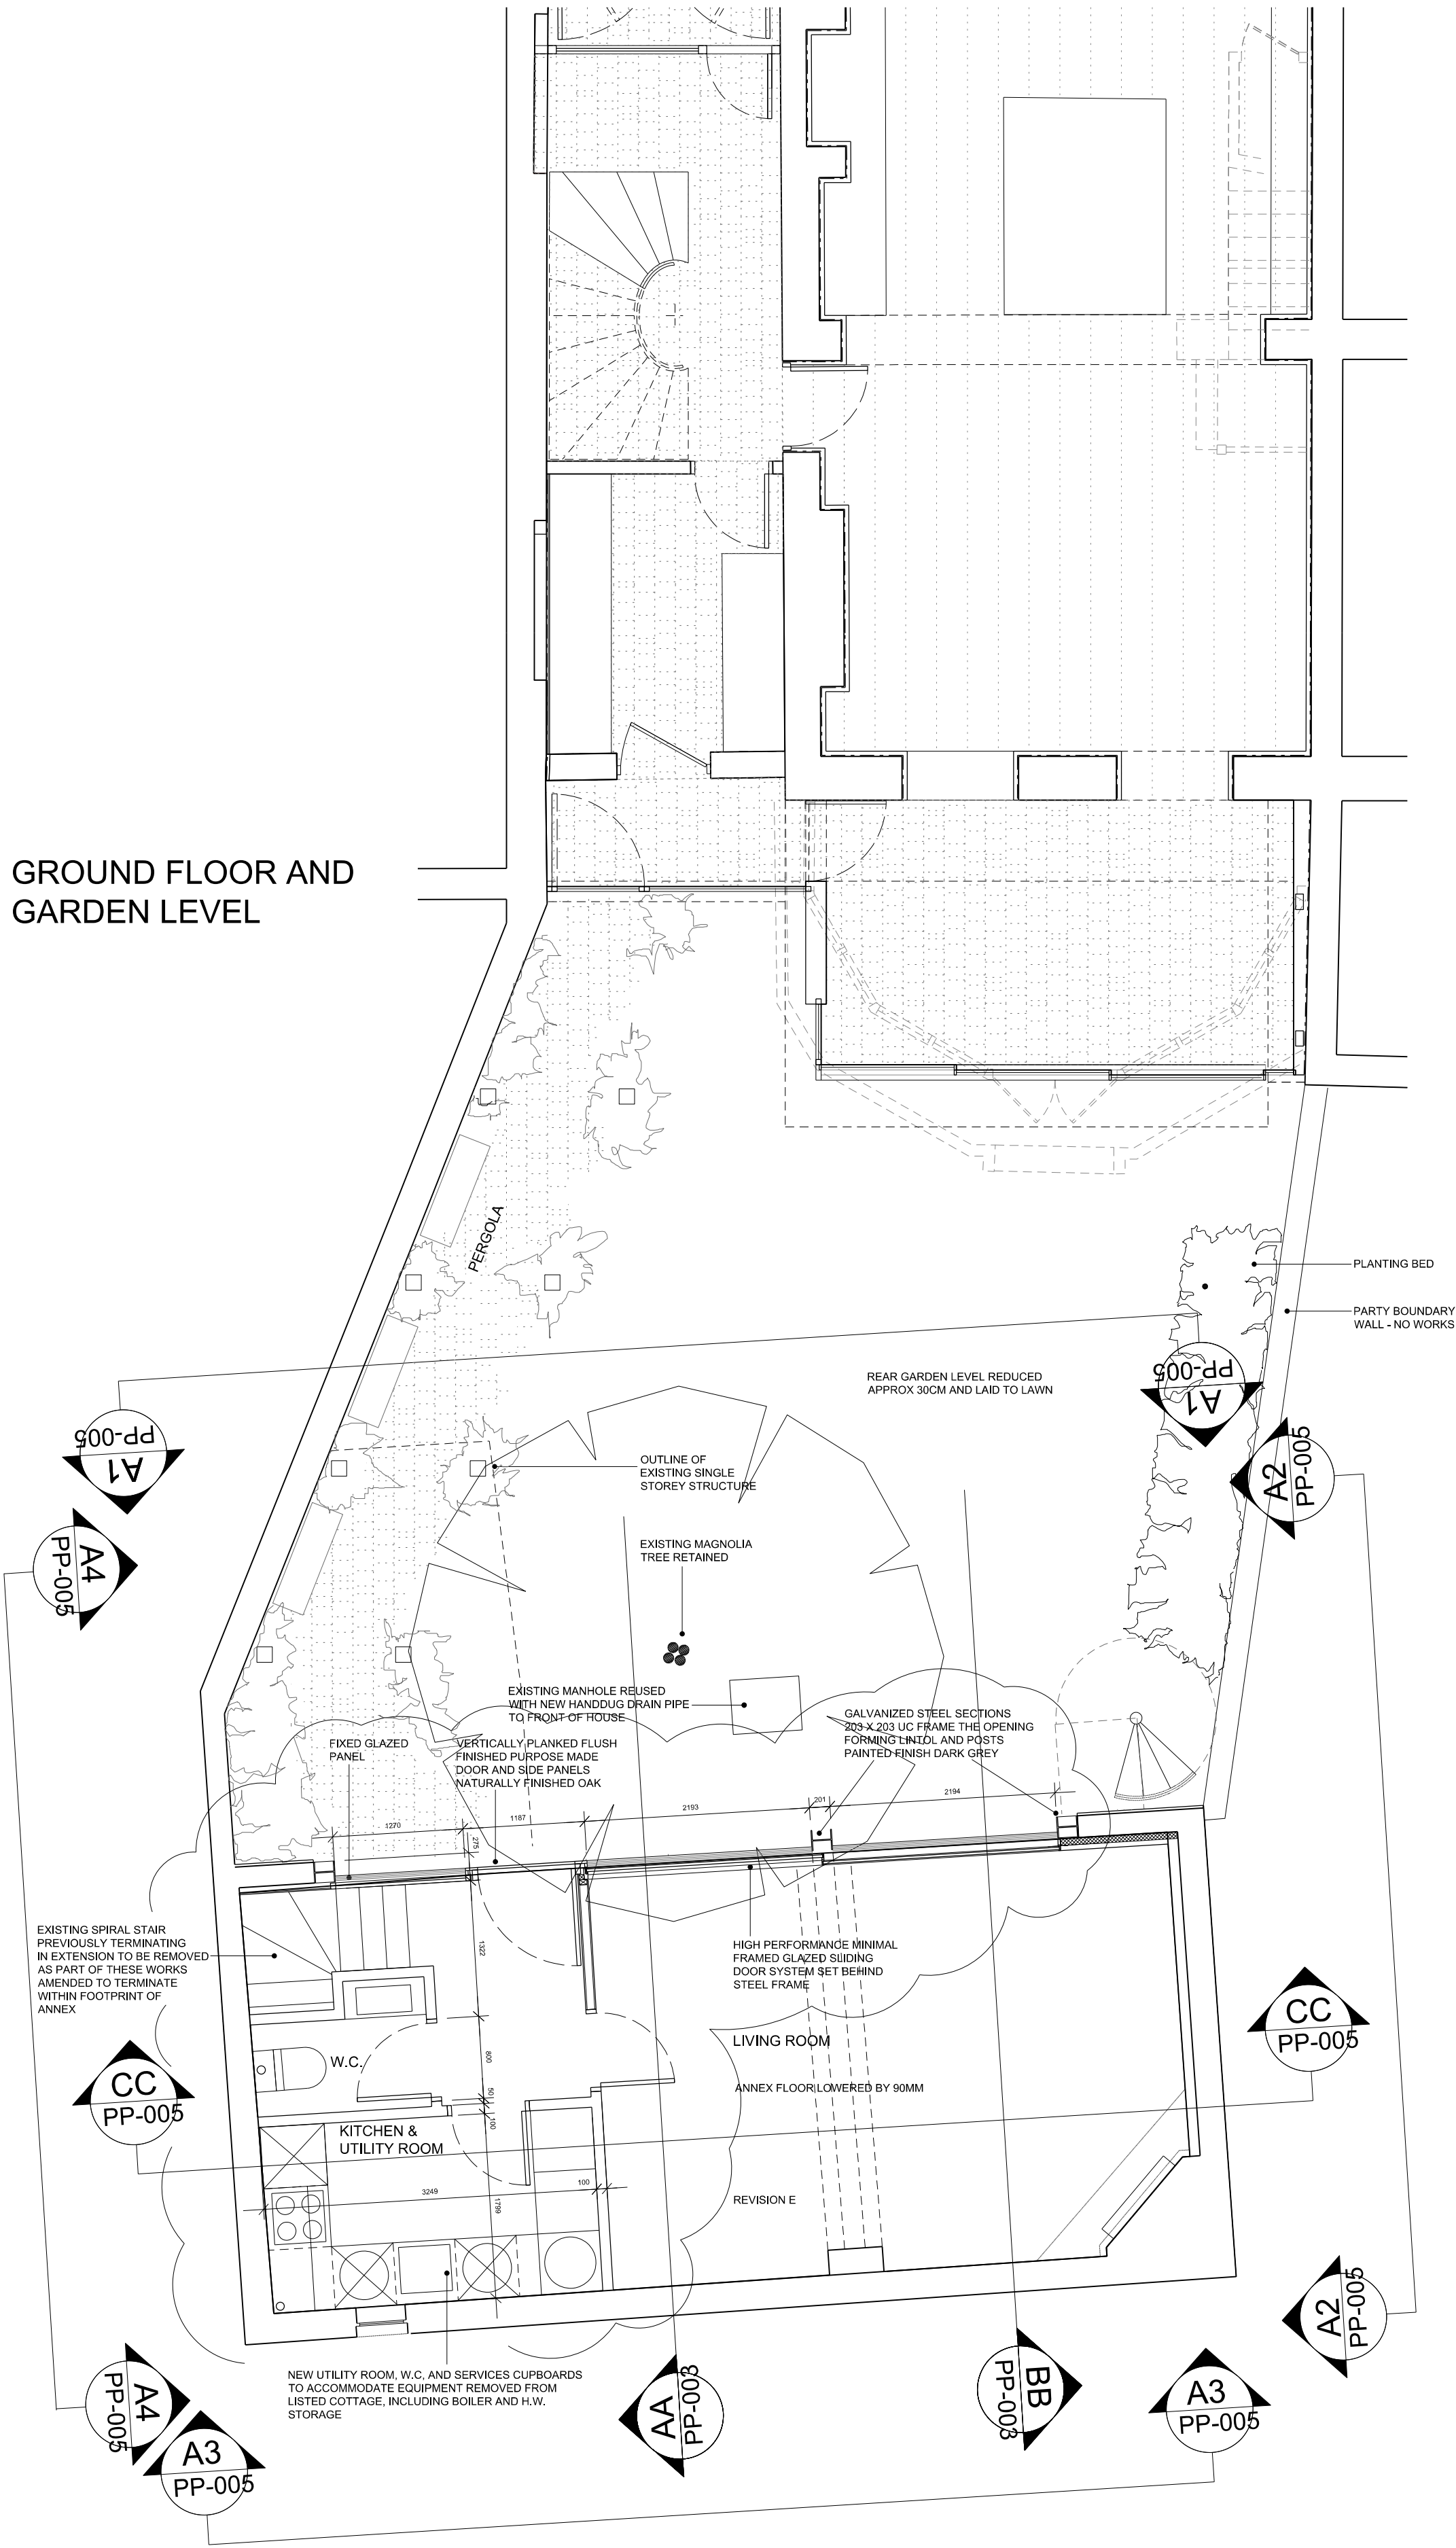 GROUND FLOOR AND
GARDEN LEVEL
PERGOLA
PLANTING BED
PARTY BOUNDARY
WALL - NO WORKS
A1
PP-005
REAR GARDEN LEVEL REDUCED
APPROX 30CM AND LAID TO LAWN
A1
PP-005
A2
PP-005
OUTLINE OF
EXISTING SINGLE
STOREY STRUCTURE
A4
PP-005
EXISTING MAGNOLIA
TREE RETAINED
EXISTING MANHOLE REUSED
WITH NEW HANDDUG DRAIN PIPE
TO FRONT OF HOUSE
GALVANIZED STEEL SECTIONS
203 X 203 UC FRAME THE OPENING
FORMING LINTOL AND POSTS
PAINTED FINISH DARK GREY
FIXED GLAZED
PANEL
VERTICALLY PLANKED FLUSH
FINISHED PURPOSE MADE
DOOR AND SIDE PANELS
NATURALLY FINISHED OAK
1270
1187
2193
201
2194
275
EXISTING SPIRAL STAIR
PREVIOUSLY TERMINATING
IN EXTENSION TO BE REMOVED
AS PART OF THESE WORKS
AMENDED TO TERMINATE
WITHIN FOOTPRINT OF
ANNEX
1322
HIGH PERFORMANCE MINIMAL
FRAMED GLAZED SLIDING
DOOR SYSTEM SET BEHIND
STEEL FRAME
CC
PP-005
LIVING ROOM
W.C.
800
ANNEX FLOOR LOWERED BY 90MM
CC
PP-005
50
100
KITCHEN &
UTILITY ROOM
3249
100
1799
REVISION E
A2
PP-005
NEW UTILITY ROOM, W.C, AND SERVICES CUPBOARDS
TO ACCOMMODATE EQUIPMENT REMOVED FROM
LISTED COTTAGE, INCLUDING BOILER AND H.W.
STORAGE
A4
PP-005
A3
PP-005
AA
PP-003
BB
PP-003
A3
PP-005